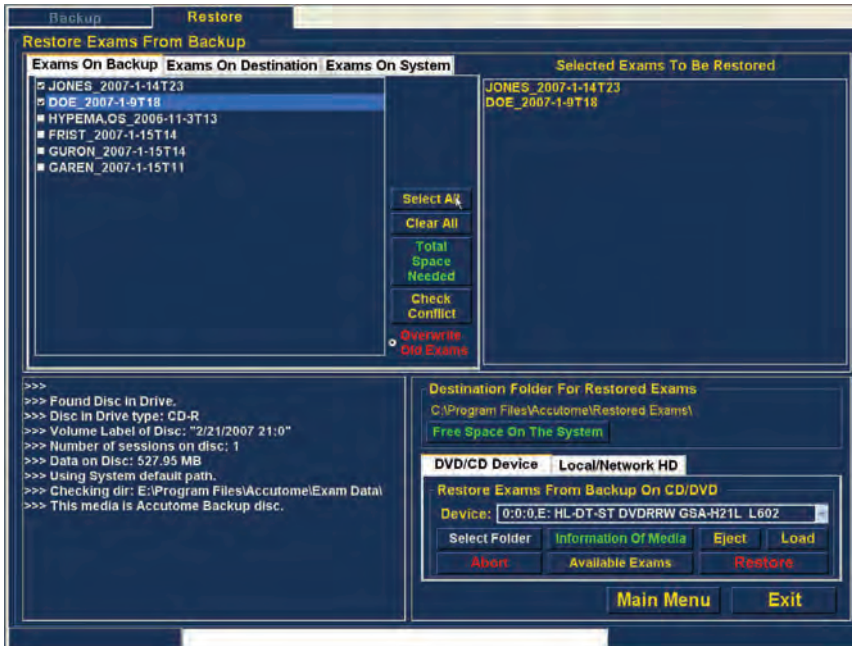 Backup Restore
Restore Exams From Backup
Exams On Backup Exams On Destination Exams On System
JONES_2007-1-14T23
DOE_2007-1-9T18
HYPEMA,OS_2006-11-3T13
FRIST_2007-1-15T14
GURON_2007-1-15T14
GAREN_2007-1-15T11
Select All
Clear All
Total
Space
Needed
Check
Conflict
Overwrite
Old Exams
Selected Exams To Be Restored
JONES_2007-1-14T23
DOE_2007-1-9T18
>>>
>>> Found Disc in Drive.
>>> Disc in Drive type: CD-R
>>> Volume Label of Disc: "2/21/2007 21:0"
>>> Number of sessions on disc: 1
>>> Data on Disc: 527.95 MB
>>> Using System default path.
>>> Checking dir: E:\Program Files\Accutome\Exam Data\
>>> This media is Accutome Backup disc.
Destination Folder For Restored Exams
C:\Program Files\Accutome\Restored Exams\
Free Space On The System
DVD/CD Device Local/Network HD
Restore Exams From Backup On CD/DVD
Device: 0:0:0,E: HL-DT-ST DVDRRW GSA-H21L L602
Select Folder Information Of Media Eject Load
Abort Available Exams Restore
Main Menu Exit